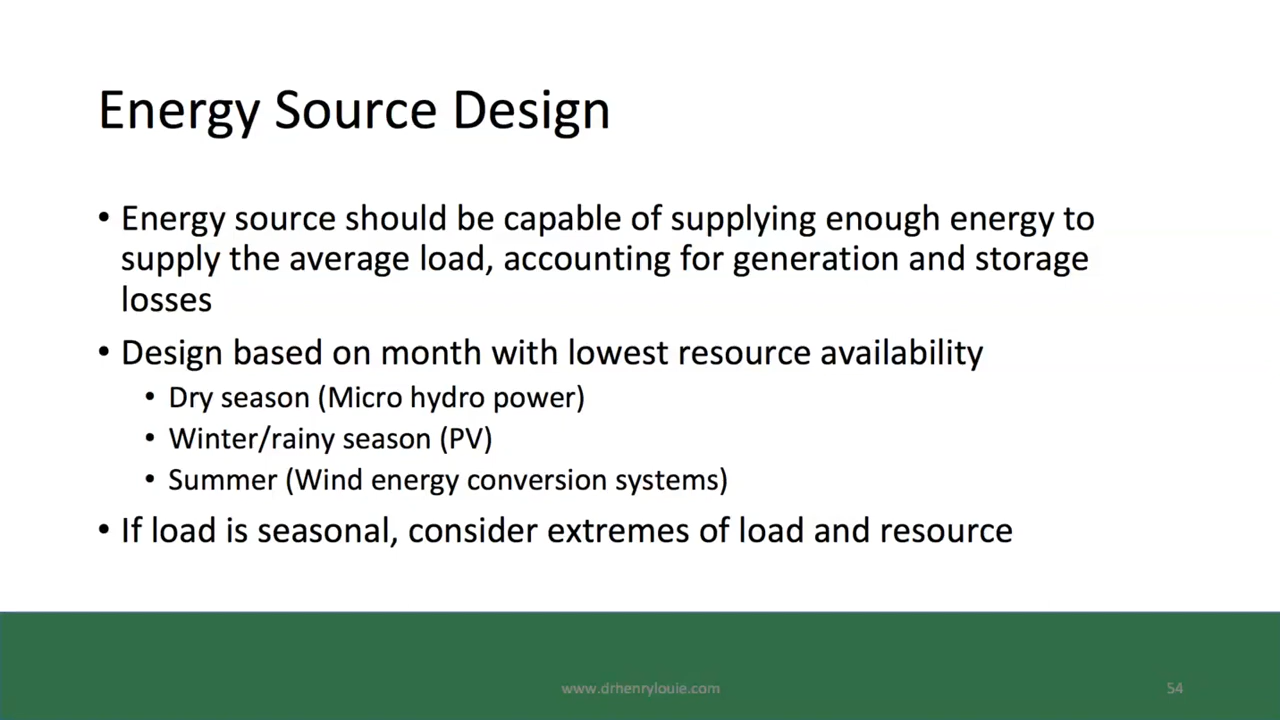 Energy Source Design
• Energy source should be capable of supplying enough energy to
supply the average load, accounting for generation and storage
losses
• Design based on month with lowest resource availability
• Dry season (Micro hydro power)
• Winter/rainy season (PV)
• Summer (Wind energy conversion systems)
• If load is seasonal, consider extremes of load and resource
www.drhenrylouie.com
54